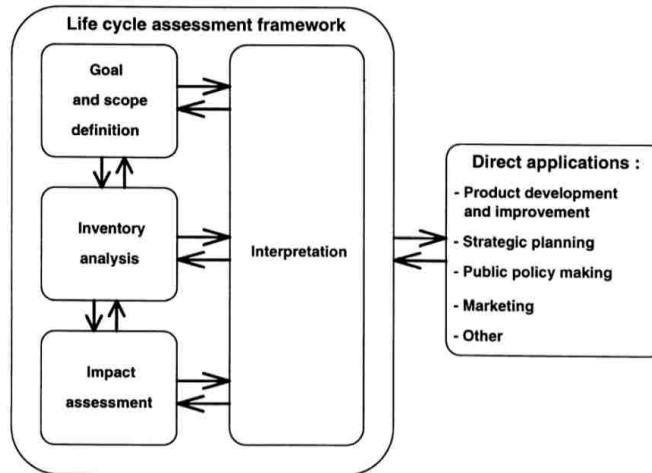 Life cycle assessment framework
Goal
and scope
definition
Inventory
analysis
Impact
assessment
Interpretation
Direct applications :
- Product development
and improvement
- Strategic planning
- Public policy making
- Marketing
- Other